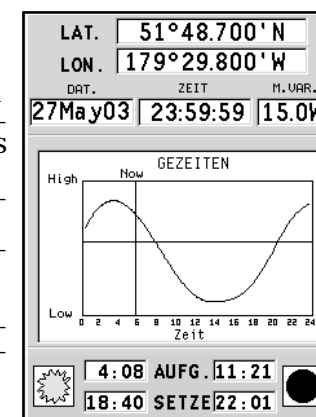 LAT. 51°48.700'N
LON. 179°29.800'W
DAT. ZEIT M.VAR.
27May03 23:59:59 15.0W
GEZEITEN
High Now
Low
0 2 4 6 8 10 12 14 16 18 20 22 24
Zeit
4:08 AUFG. 11:21
18:40 SETZE 22:01